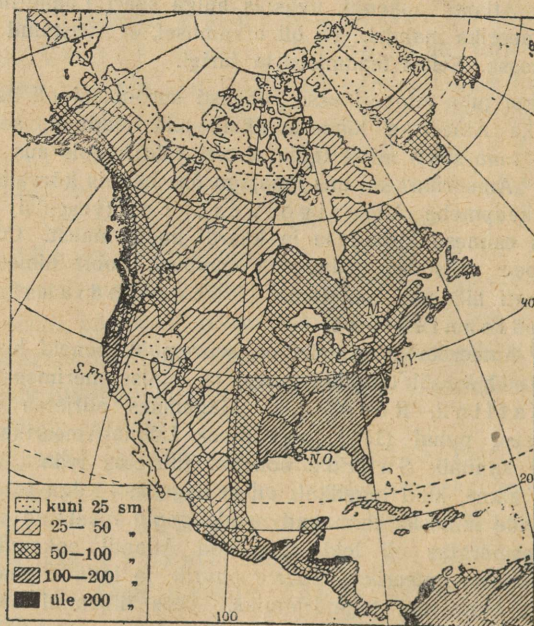 40
M.
N.Y.
S. Fr.
N.O.
20
M.
kuni 25 sm
25—50 „
50—100 „
100—200 „
üle 200 „
100